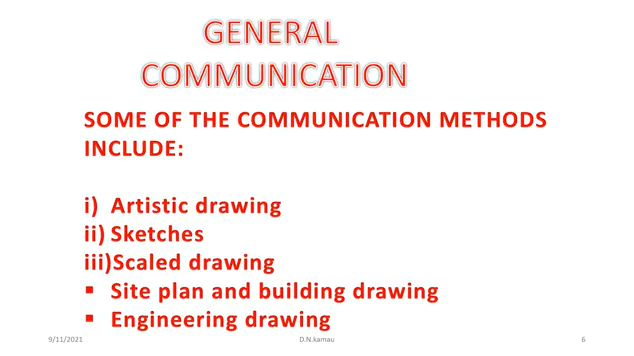 GENERAL
COMMUNICATION
SOME OF THE COMMUNICATION METHODS
INCLUDE:
i) Artistic drawing
ii) Sketches
iii)Scaled drawing
▪ Site plan and building drawing
▪ Engineering drawing
9/11/2021 D.N.kamau 6